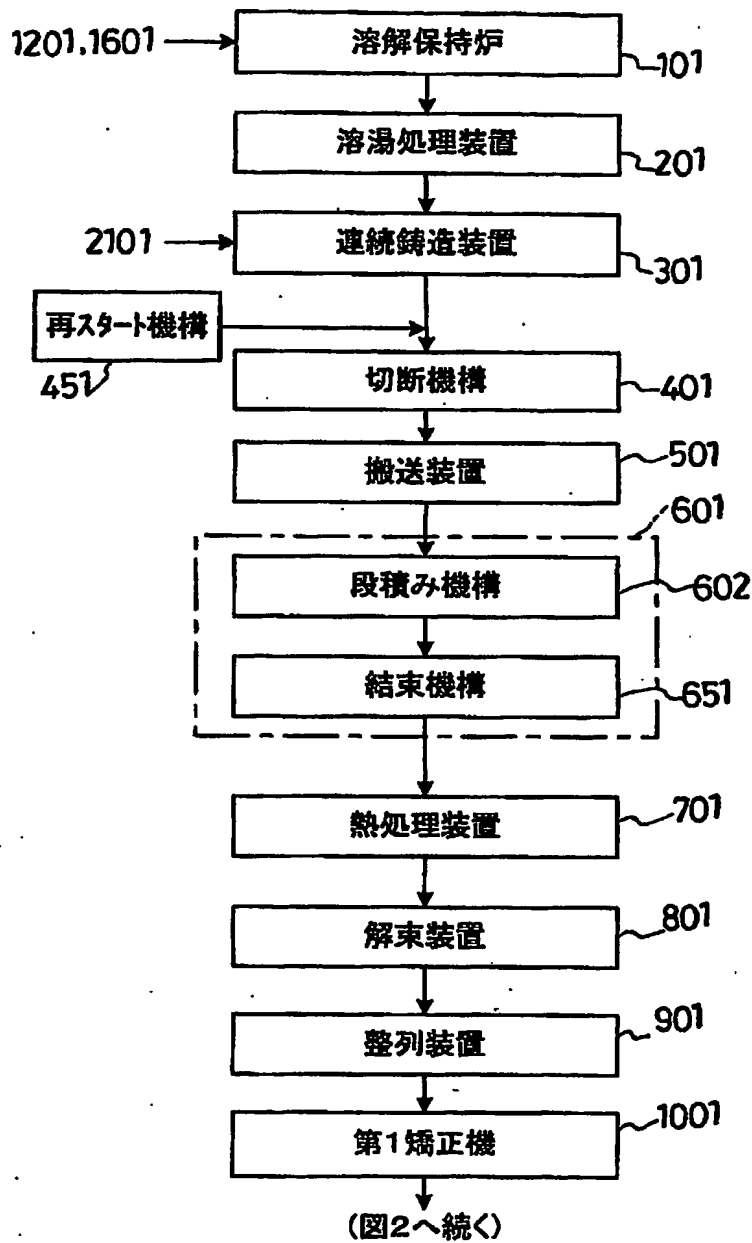 1201,1601
溶解保持炉
101
溶湯処理装置
201
2101
連続鋳造装置
301
再スタート機構
451
切断機構
401
搬送装置
501
601
段積み機構
602
結束機構
651
熱処理装置
701
解束装置
801
整列装置
901
第1矯正機
1001
(図2へ続く)